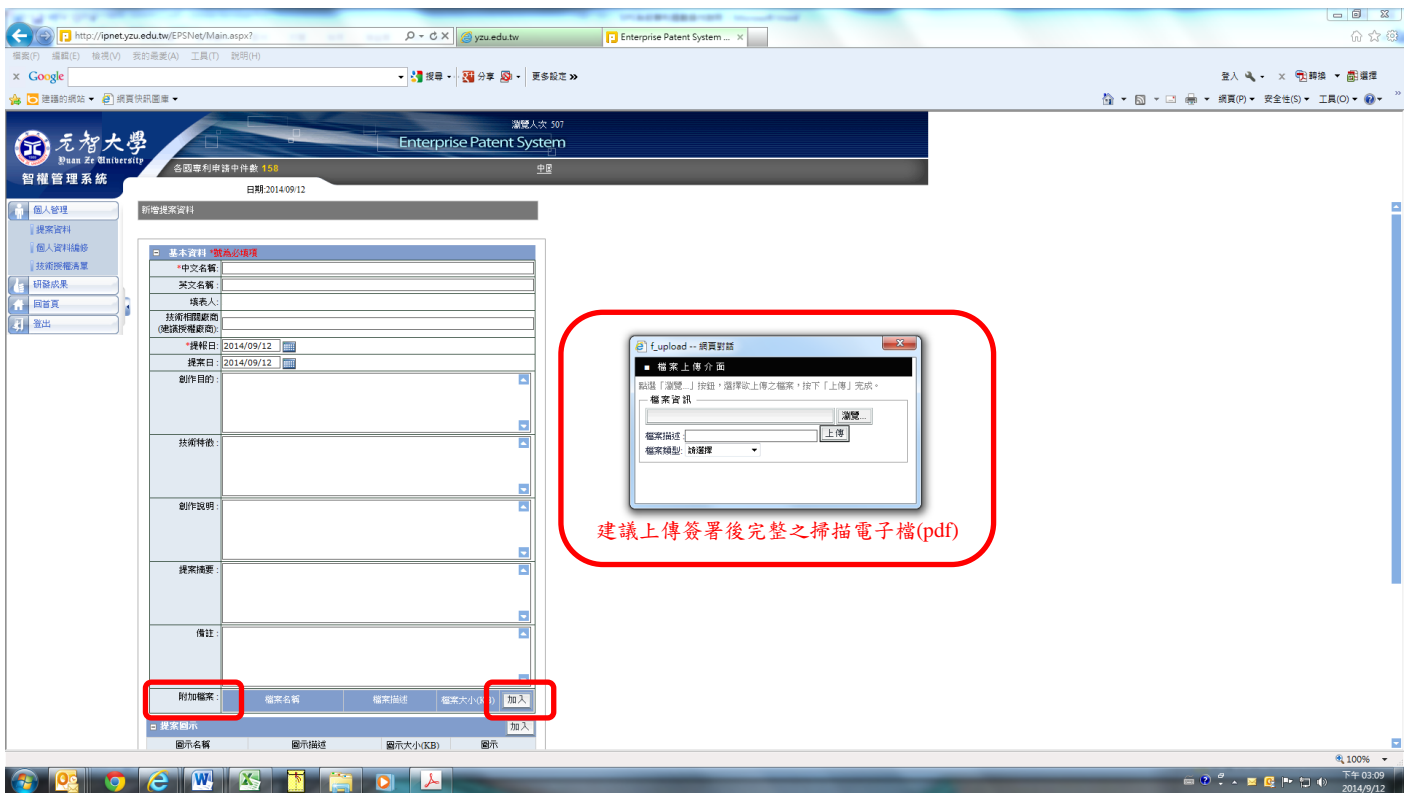 http://ipnet.yzu.edu.tw/EPSNet/Main.aspx?
yzu.edu.tw
Enterprise Patent System ...
檔案(F) 編輯(E) 檢視(V) 我的最愛(A) 工具(T) 說明(H)
Google
搜尋
分享
更多設定 »
登入
轉換
選擇
建議的網站
網頁快訊圖庫
網頁(P)
安全性(S)
工具(O)
元智大學
Yuan Ze University
智權管理系統
瀏覽人次 507
Enterprise Patent System
各國專利申請中件數 158
日期:2014/09/12
個人管理
提案資料
個人資料編修
技術授權清單
研發成果
回首頁
登出
新增提案資料
基本資料 *號為必填項
*中文名稱:
英文名稱:
填表人:
技術相關廠商
(建議授權廠商):
*提報日: 2014/09/12
提案日: 2014/09/12
創作目的:
技術特徵:
創作說明:
提案摘要:
備註:
附加檔案: 檔案名稱 檔案描述 檔案大小(KB) 加入
提案圖示 加入
圖示名稱 圖示描述 圖示大小(KB) 圖示
f_upload -- 網頁對話
檔案上傳介面
點選「瀏覽...」按鈕，選擇欲上傳之檔案，按下「上傳」完成。
檔案資訊
瀏覽...
檔案描述: 上傳
檔案類型: 請選擇
建議上傳簽署後完整之掃描電子檔(pdf)
100%
下午 03:09
2014/9/12